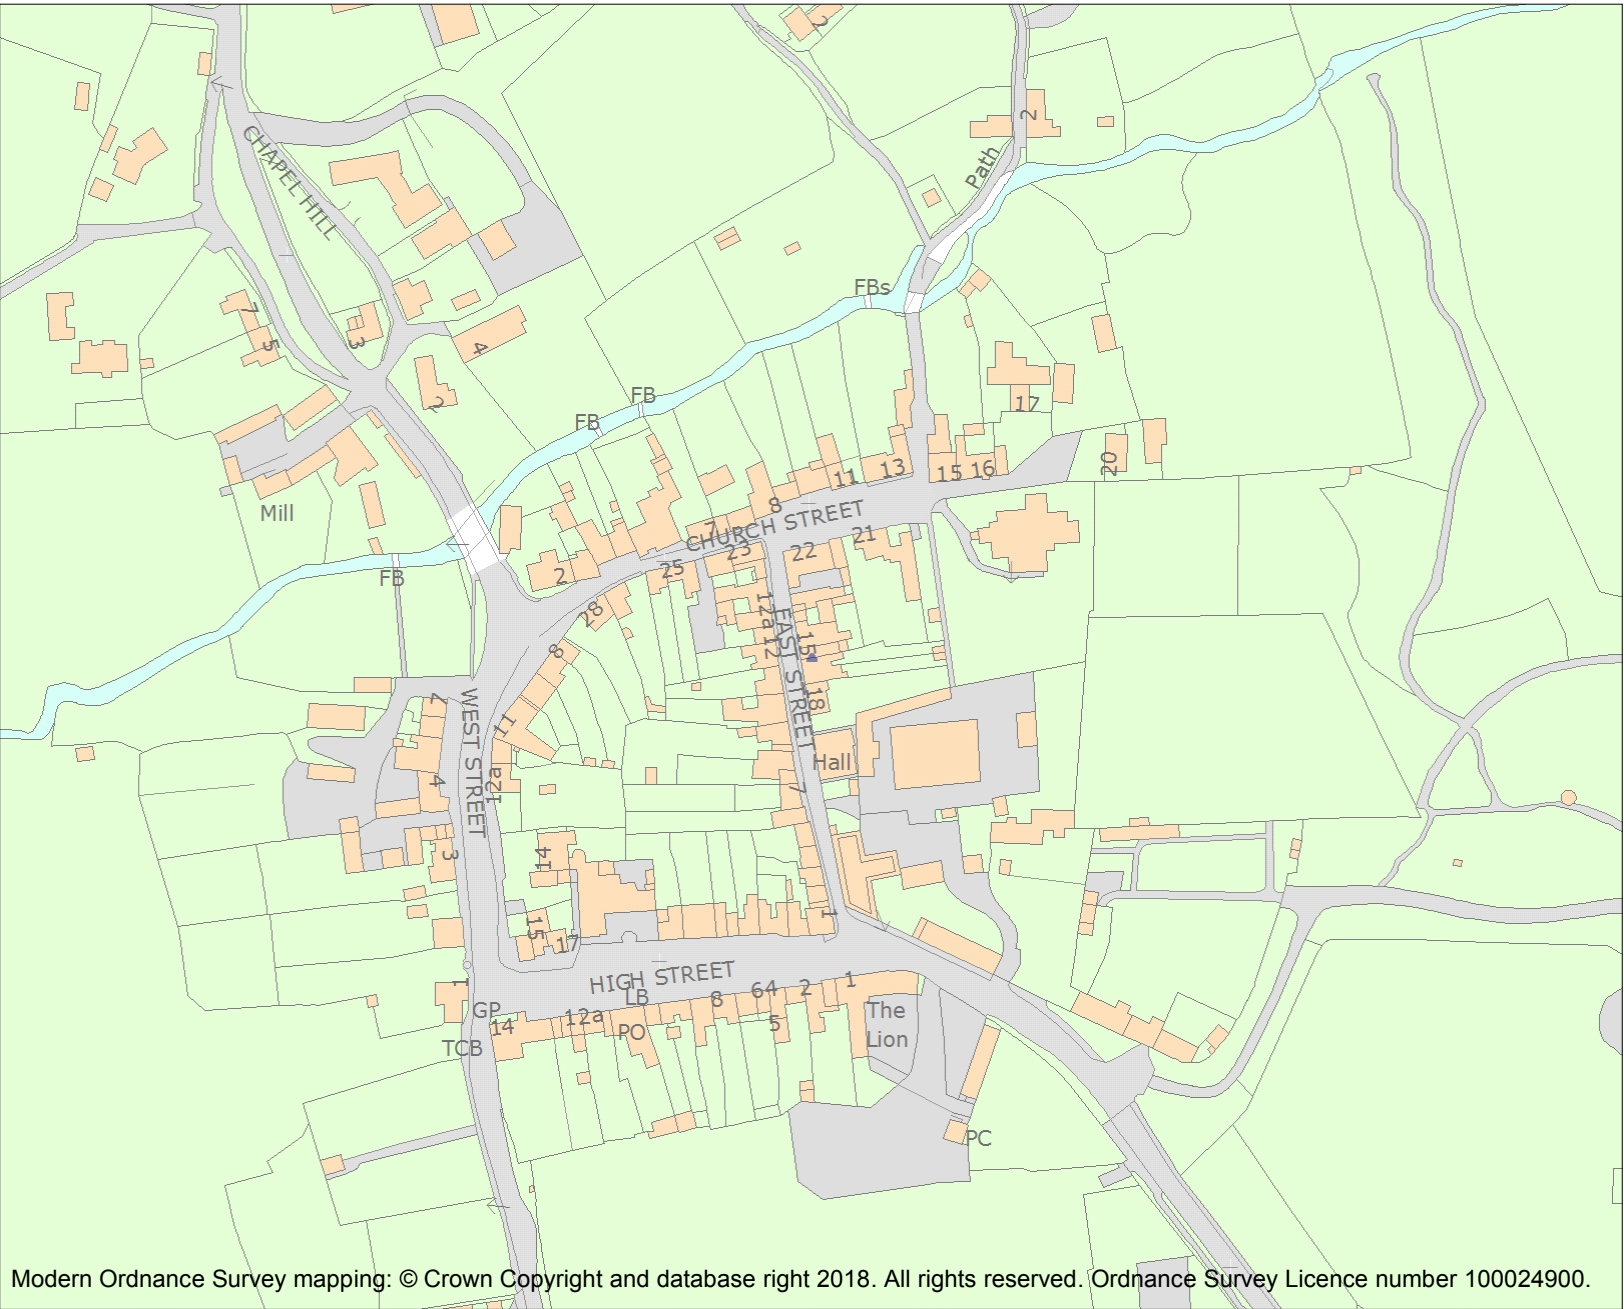 2
2
CHAPEL HILL
Path
7
5
3
4
2
FBs
FB
FB
17
20
15 16
13
11
8
CHURCH STREET
7
23
22
21
25
2
28
Mill
FB
12a
12
EAST STREET
15
18
8
11
7
WEST STREET
12a
4
3
Hall
7
14
15
17
1
HIGH STREET
1
GP
14
TCB
12a
LB
PO
8
64
2
1
5
The
Lion
PC
Modern Ordnance Survey mapping: © Crown Copyright and database right 2018. All rights reserved. Ordnance Survey Licence number 100024900.